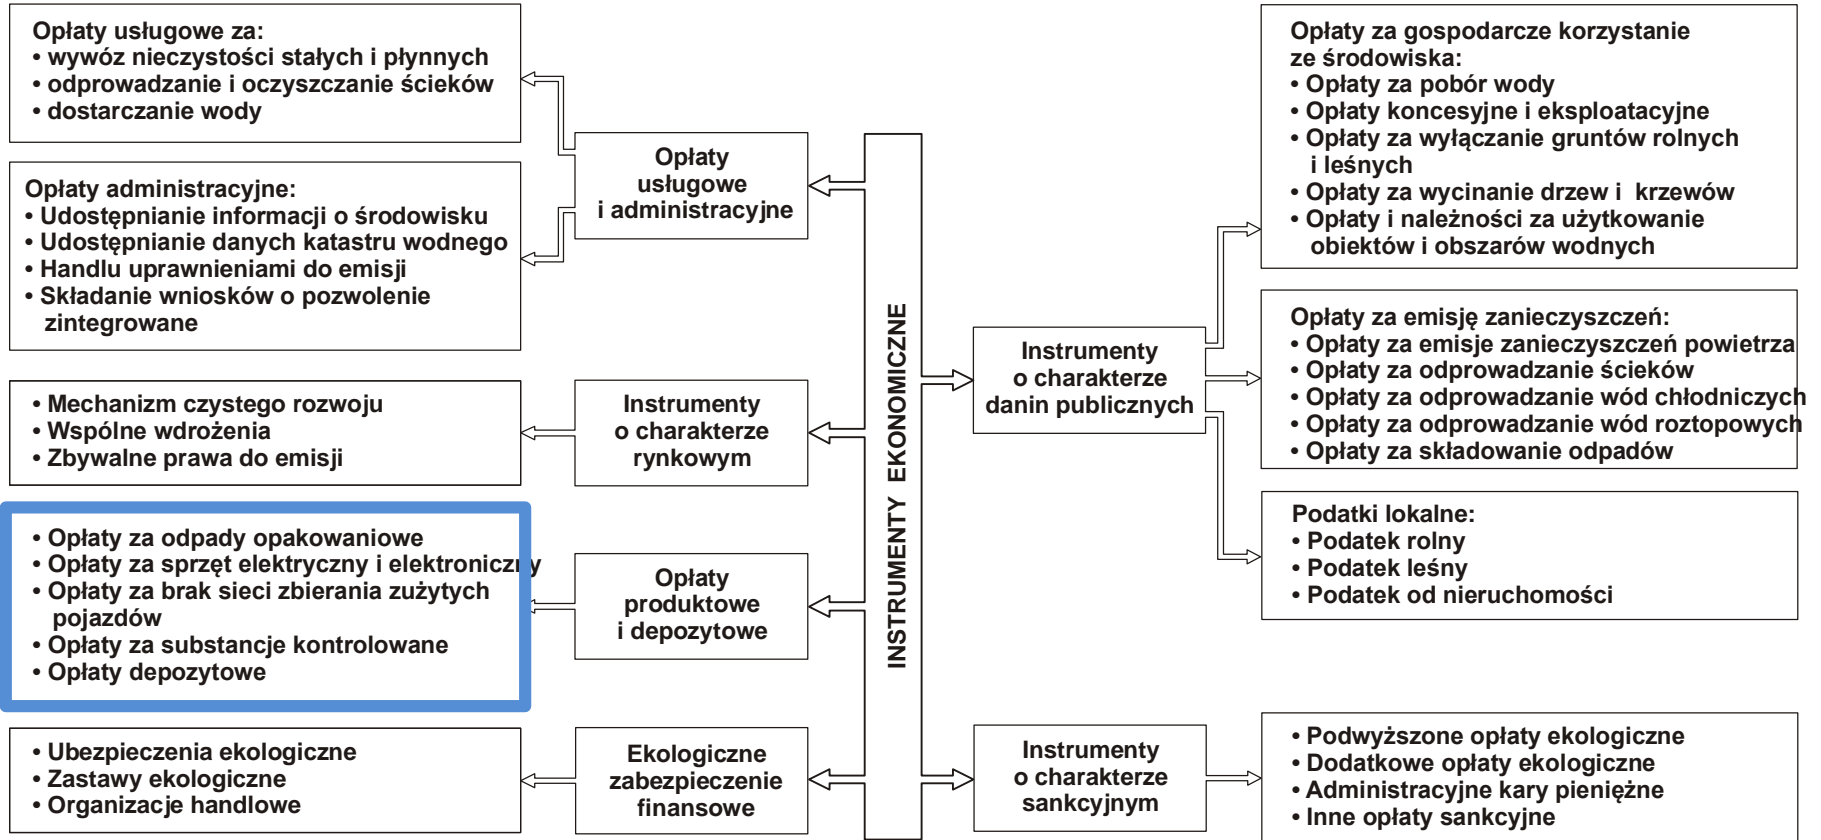 Opłaty usługowe za:
• wywóz nieczystości stałych i płynnych
• odprowadzanie i oczyszczanie ścieków
• dostarczanie wody
Opłaty administracyjne:
• Udostępnianie informacji o środowisku
• Udostępnianie danych katastru wodnego
• Handlu uprawnieniami do emisji
• Składanie wniosków o pozwolenie
zintegrowane
Opłaty
usługowe
i administracyjne
• Mechanizm czystego rozwoju
• Wspólne wdrożenia
• Zbywalne prawa do emisji
Instrumenty
o charakterze
rynkowym
• Opłaty za odpady opakowaniowe
• Opłaty za sprzęt elektryczny i elektroniczny
• Opłaty za brak sieci zbierania zużytych
pojazdów
• Opłaty za substancje kontrolowane
• Opłaty depozytowe
Opłaty
produktowe
i depozytowe
• Ubezpieczenia ekologiczne
• Zastawy ekologiczne
• Organizacje handlowe
Ekologiczne
zabezpieczenie
finansowe
INSTRUMENTY EKONOMICZNE
Instrumenty
o charakterze
danin publicznych
Opłaty za gospodarcze korzystanie
ze środowiska:
• Opłaty za pobór wody
• Opłaty koncesyjne i eksploatacyjne
• Opłaty za wyłączanie gruntów rolnych
i leśnych
• Opłaty za wycinanie drzew i krzewów
• Opłaty i należności za użytkowanie
obiektów i obszarów wodnych
Opłaty za emisję zanieczyszczeń:
• Opłaty za emisje zanieczyszczeń powietrza
• Opłaty za odprowadzanie ścieków
• Opłaty za odprowadzanie wód chłodniczych
• Opłaty za odprowadzanie wód roztopowych
• Opłaty za składowanie odpadów
Podatki lokalne:
• Podatek rolny
• Podatek leśny
• Podatek od nieruchomości
Instrumenty
o charakterze
sankcyjnym
• Podwyższone opłaty ekologiczne
• Dodatkowe opłaty ekologiczne
• Administracyjne kary pieniężne
• Inne opłaty sankcyjne